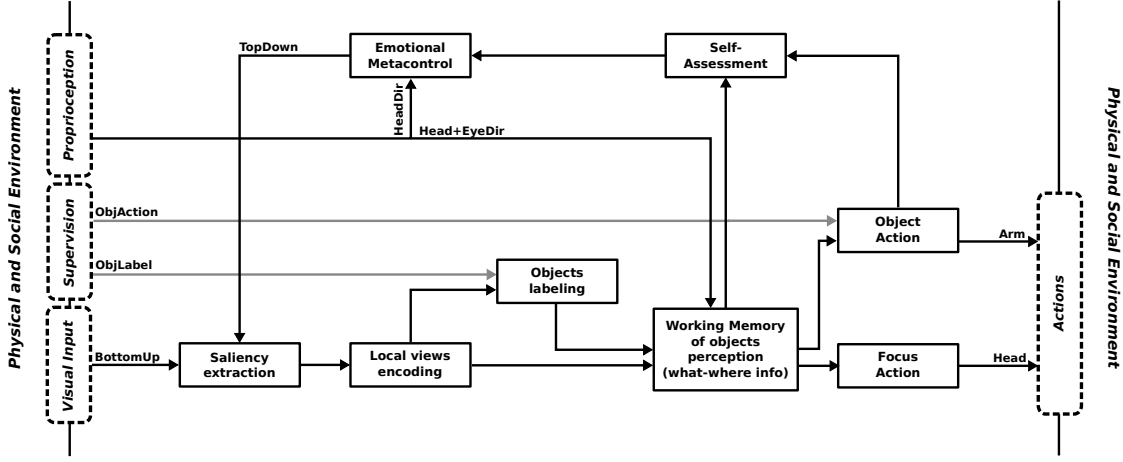 Physical and Social Environment
Proprioception
Supervision
Visual Input
TopDown
Emotional
Metacontrol
Self-
Assessment
HeadDir
Head+EyeDir
ObjAction
Object
Action
Arm
ObjLabel
Objects
labeling
BottomUp
Saliency
extraction
Local views
encoding
Working Memory
of objects
perception
(what-where info)
Focus
Action
Head
Actions
Physical and Social Environment